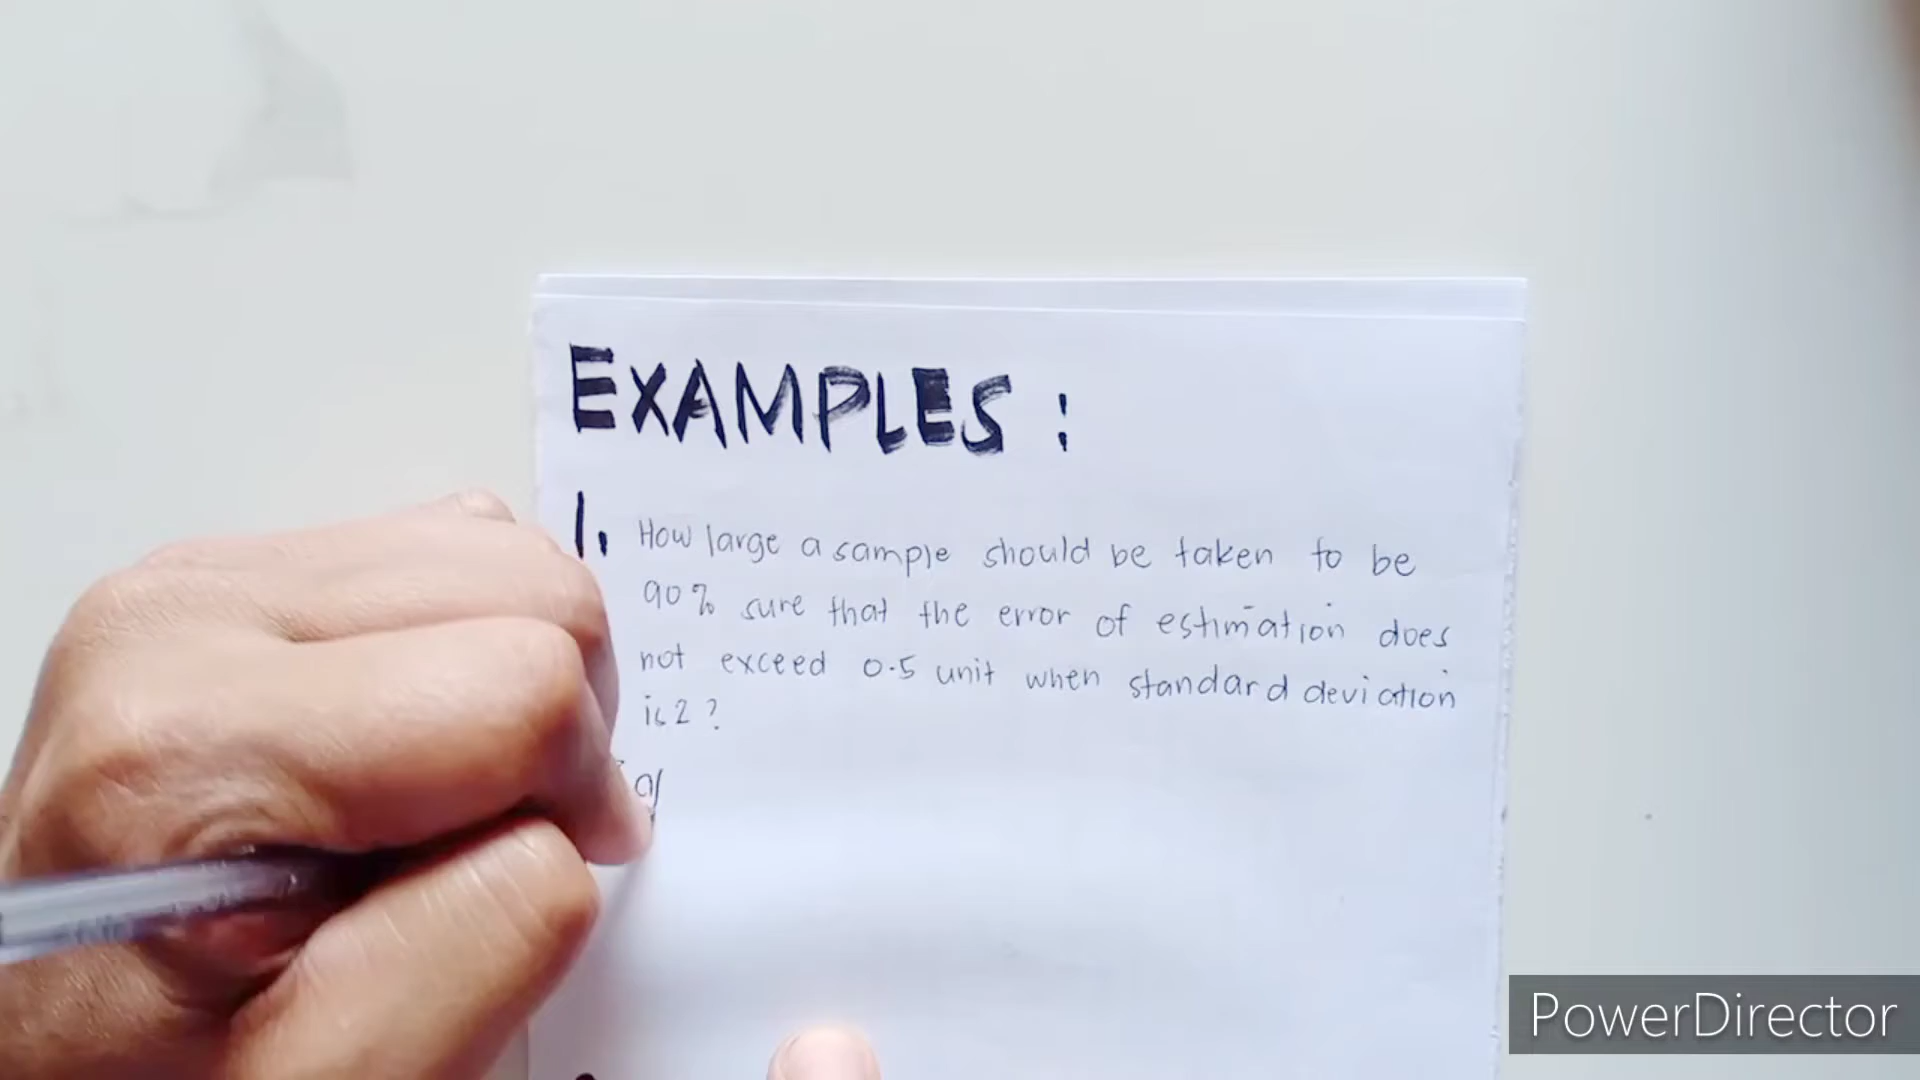 EXAMPLES :
1. How large a sample should be taken to be
90% sure that the error of estimation does
not exceed 0.5 unit when standard deviation
is 2 ?
PowerDirector